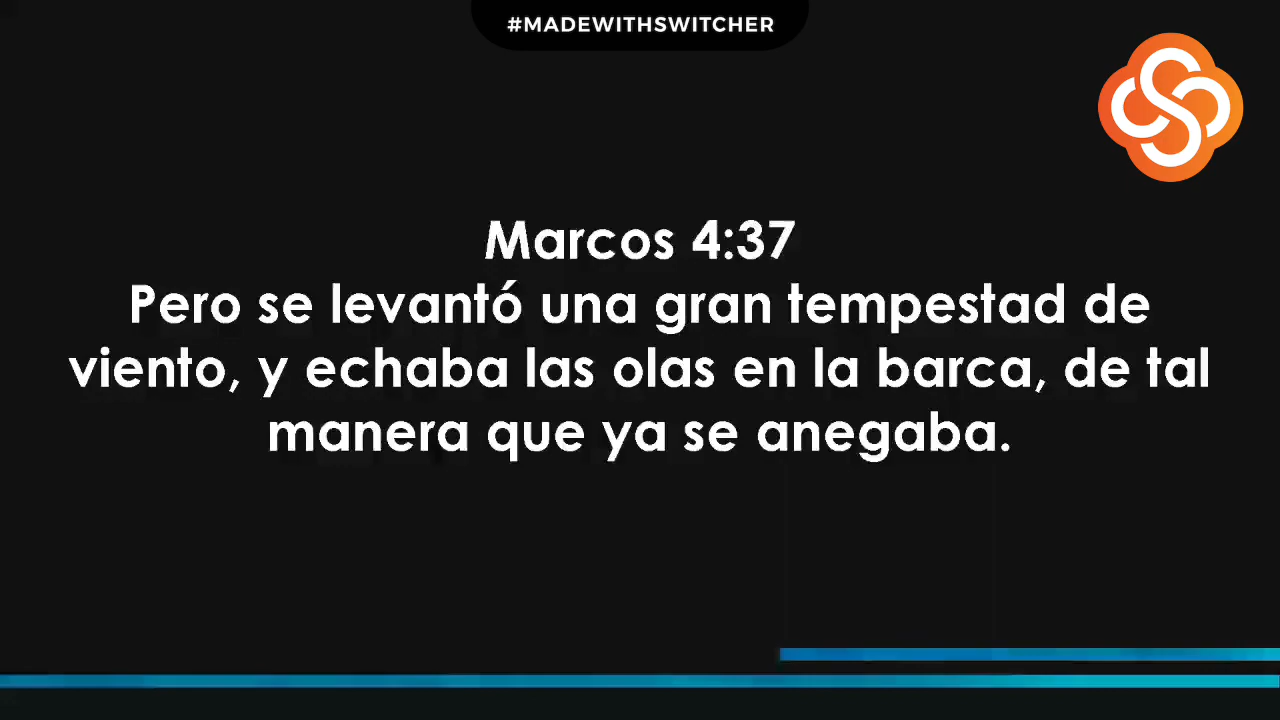 #MADEWITHSWITCHER
Marcos 4:37
Pero se levantó una gran tempestad de
viento, y echaba las olas en la barca, de tal
manera que ya se anegaba.